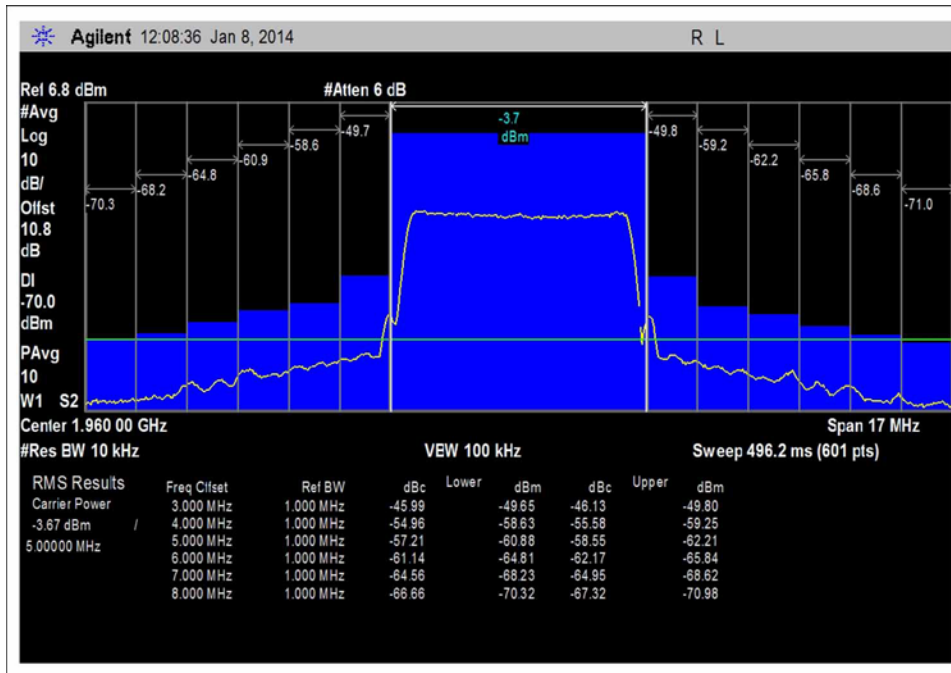 Agilent 12:08:36 Jan 8, 2014 R L
Rel 6.8 dBm #Atten 6 dB
#Avg
Log
10
dB/
Offst
10.8
dB
DI
-70.0
dBm
PAvg
10
W1 S2
-3.7
dBm
-49.7 -49.8
-58.6 -59.2
-60.9 -62.2
-64.8 -65.8
-68.2 -68.6
-70.3 -71.0
Center 1.960 00 GHz Span 17 MHz
#Res BW 10 kHz VEW 100 kHz Sweep 496.2 ms (601 pts)
RMS Results Freq Clfset Ref BW dBc Lower dBm dBc Upper dBm
Carrier Power 3.000 MHz 1.000 MHz -45.99 -49.65 -46.13 -49.80
-3.67 dBm / 4.000 MHz 1.000 MHz -54.96 -58.63 -55.58 -59.25
5.00000 MHz 5.000 MHz 1.000 MHz -57.21 -60.88 -58.55 -62.21
6.000 MHz 1.000 MHz -61.14 -64.81 -62.17 -65.84
7.000 MHz 1.000 MHz -64.56 -68.23 -64.95 -68.62
8.000 MHz 1.000 MHz -66.66 -70.32 -67.32 -70.98